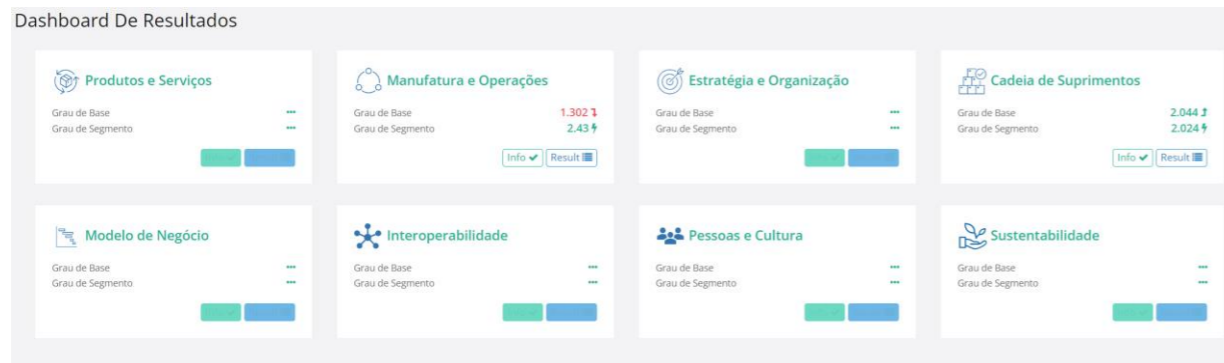 Dashboard De Resultados
Produtos e Serviços
Grau de Base ---
Grau de Segmento ---
Manufatura e Operações
Grau de Base 1.302
Grau de Segmento 2.43
Info Result
Estratégia e Organização
Grau de Base ---
Grau de Segmento ---
Cadeia de Suprimentos
Grau de Base 2.044
Grau de Segmento 2.024
Info Result
Modelo de Negócio
Grau de Base ---
Grau de Segmento ---
Interoperabilidade
Grau de Base ---
Grau de Segmento ---
Pessoas e Cultura
Grau de Base ---
Grau de Segmento ---
Sustentabilidade
Grau de Base ---
Grau de Segmento ---